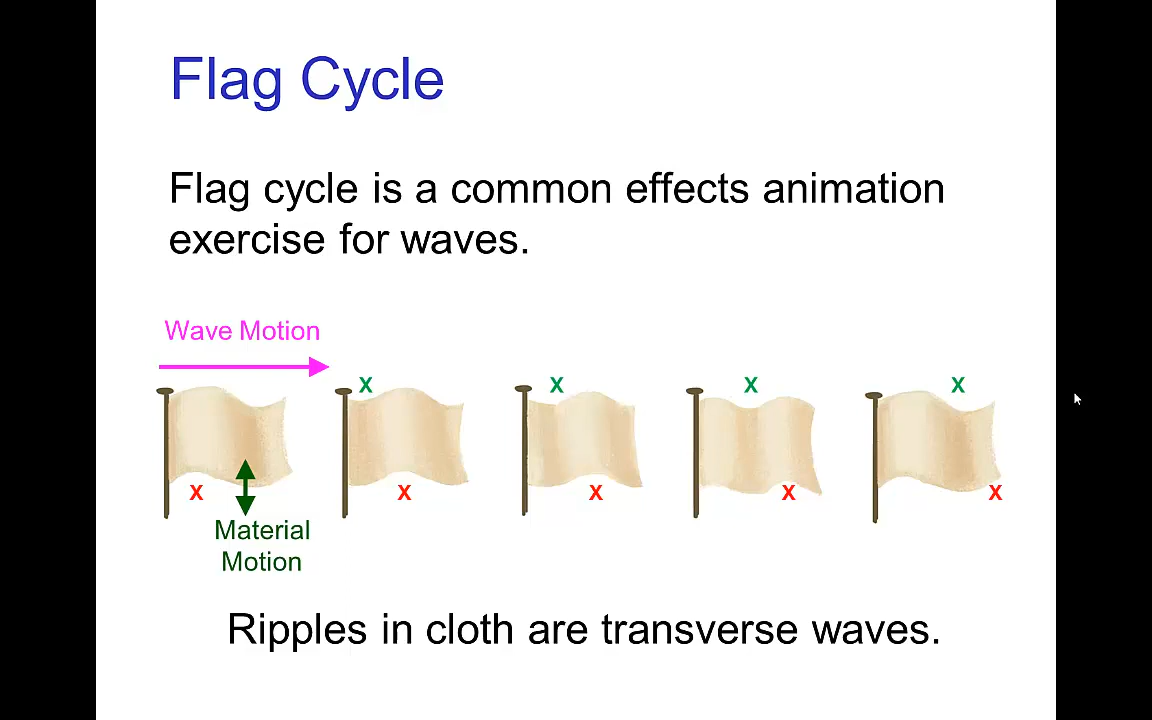 Flag Cycle
Flag cycle is a common effects animation
exercise for waves.
Wave Motion
x x x x
x x x x x
Material
Motion
Ripples in cloth are transverse waves.